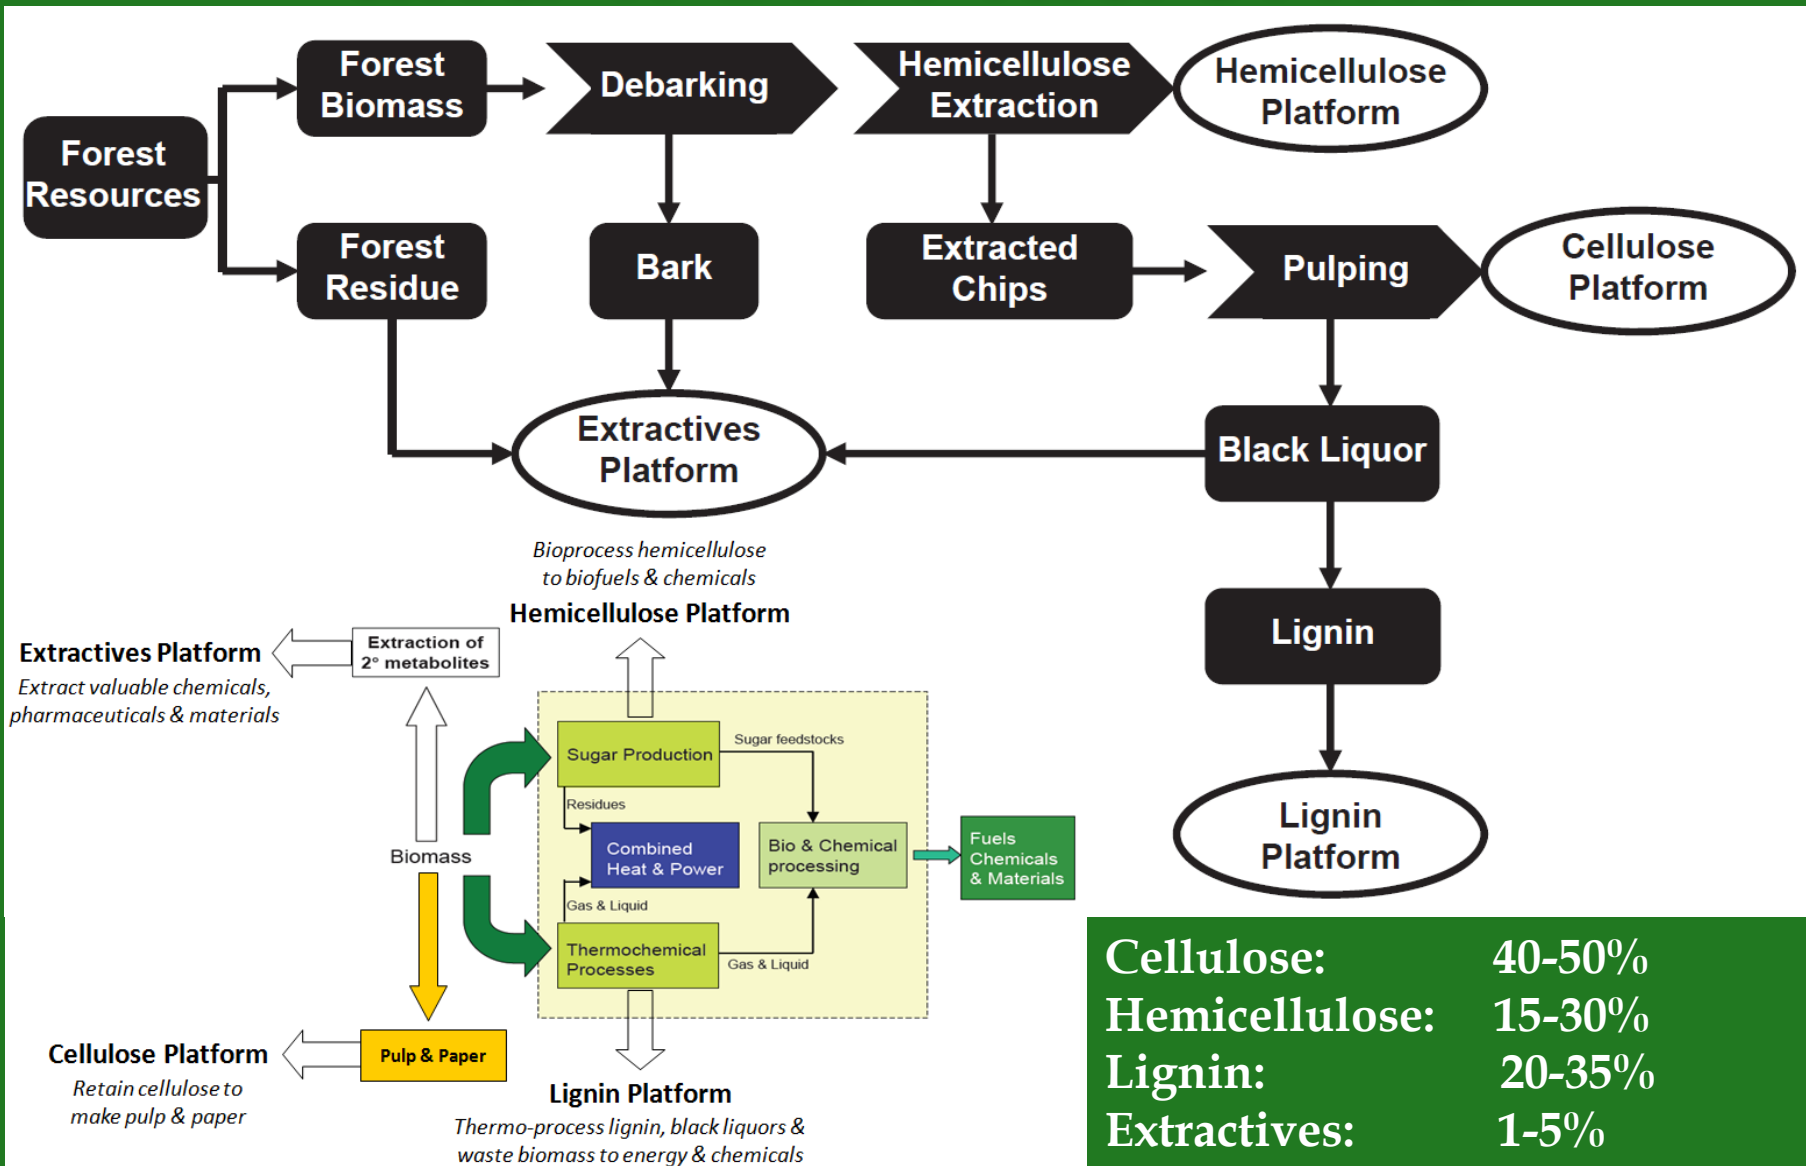 Forest
Resources
Forest
Biomass
Debarking
Hemicellulose
Extraction
Hemicellulose
Platform
Forest
Residue
Bark
Extracted
Chips
Pulping
Cellulose
Platform
Extractives
Platform
Black Liquor
Lignin
Lignin
Platform
Bioprocess hemicellulose
to biofuels & chemicals
Hemicellulose Platform
Extractives Platform
Extract valuable chemicals,
pharmaceuticals & materials
Extraction of
2° metabolites
Sugar Production
Sugar feedstocks
Residues
Biomass
Combined
Heat & Power
Bio & Chemical
processing
Fuels
Chemicals
& Materials
Gas & Liquid
Thermochemical
Processes
Gas & Liquid
Cellulose Platform
Retain cellulose to
make pulp & paper
Pulp & Paper
Lignin Platform
Thermo-process lignin, black liquors &
waste biomass to energy & chemicals
Cellulose: 40-50%
Hemicellulose: 15-30%
Lignin: 20-35%
Extractives: 1-5%